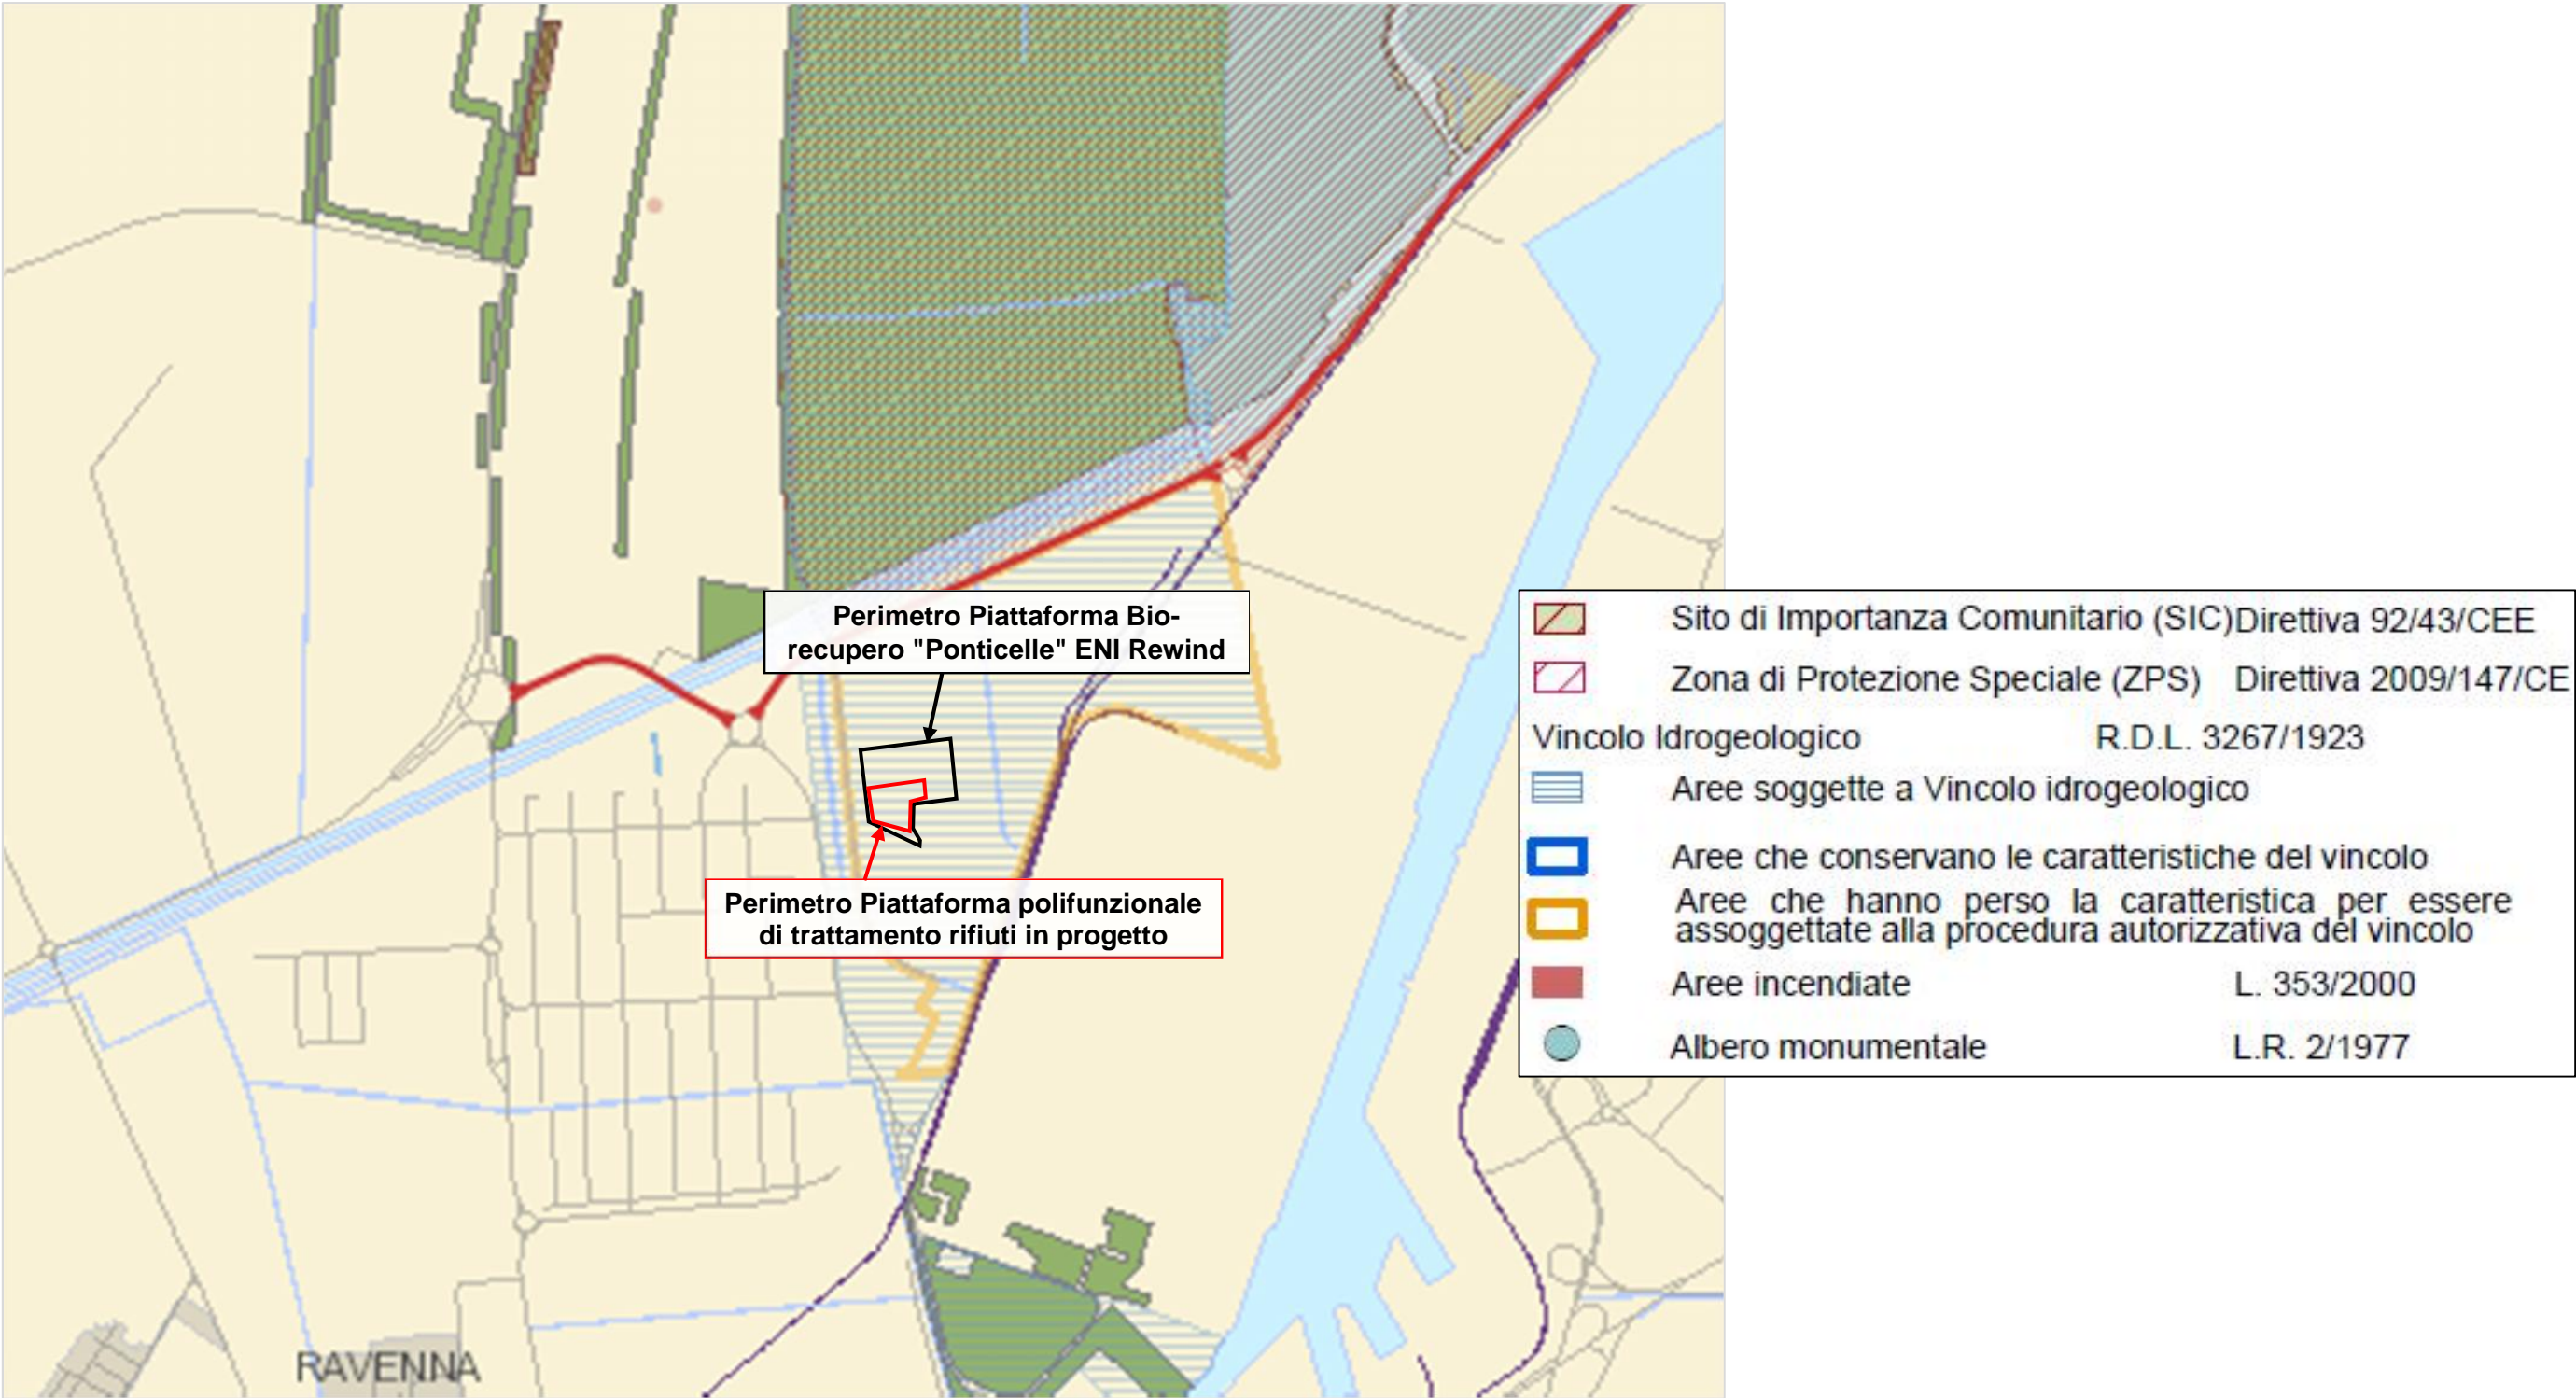 Perimetro Piattaforma Bio-
recupero "Ponticelle" ENI Rewind
Perimetro Piattaforma polifunzionale
di trattamento rifiuti in progetto
RAVENNA
Sito di Importanza Comunitario (SIC) Direttiva 92/43/CEE
Zona di Protezione Speciale (ZPS) Direttiva 2009/147/CE
Vincolo Idrogeologico R.D.L. 3267/1923
Aree soggette a Vincolo idrogeologico
Aree che conservano le caratteristiche del vincolo
Aree che hanno perso la caratteristica per essere
assoggettate alla procedura autorizzativa del vincolo
Aree incendiate L. 353/2000
Albero monumentale L.R. 2/1977